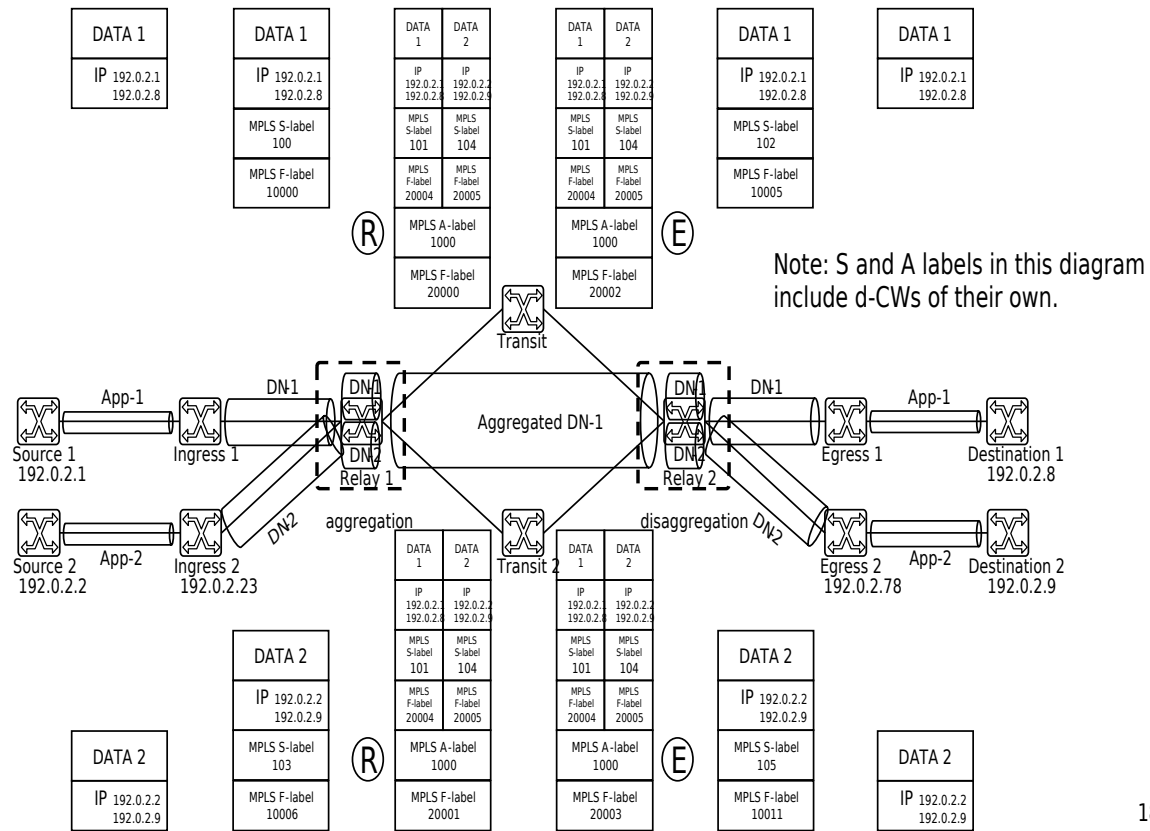 DATA 1
IP 192.0.2.1
192.0.2.8
DATA 1
IP 192.0.2.1
192.0.2.8
MPLS S-label
100
MPLS F-label
10000
DATA DATA
1 2
IP IP
192.0.2.1 192.0.2.2
192.0.2.8 192.0.2.9
MPLS MPLS
S-label S-label
101 104
MPLS MPLS
F-label F-label
20004 20005
MPLS A-label
1000
MPLS F-label
20000
R
DATA DATA
1 2
IP IP
192.0.2.1 192.0.2.2
192.0.2.8 192.0.2.9
MPLS MPLS
S-label S-label
101 104
MPLS MPLS
F-label F-label
20004 20005
MPLS A-label
1000
MPLS F-label
20002
E
DATA 1
IP 192.0.2.1
192.0.2.8
MPLS S-label
102
MPLS F-label
10005
DATA 1
IP 192.0.2.1
192.0.2.8
Note: S and A labels in this diagram
include d-CWs of their own.
Transit
App-1
DN-1
DN-1
Aggregated DN-1
DN-1
DN-1
App-1
Source 1
192.0.2.1
Ingress 1
DN-2
Relay 1
DN-2
Relay 2
Egress 1
Destination 1
192.0.2.8
DN-2
aggregation
disaggregation
DN-2
App-2
App-2
Source 2
192.0.2.2
Ingress 2
192.0.2.23
Transit 2
Egress 2
192.0.2.78
Destination 2
192.0.2.9
DATA 2
IP 192.0.2.2
192.0.2.9
DATA 2
IP 192.0.2.2
192.0.2.9
MPLS S-label
103
MPLS F-label
10006
R
DATA DATA
1 2
IP IP
192.0.2.1 192.0.2.2
192.0.2.8 192.0.2.9
MPLS MPLS
S-label S-label
101 104
MPLS MPLS
F-label F-label
20004 20005
MPLS A-label
1000
MPLS F-label
20001
DATA DATA
1 2
IP IP
192.0.2.1 192.0.2.2
192.0.2.8 192.0.2.9
MPLS MPLS
S-label S-label
101 104
MPLS MPLS
F-label F-label
20004 20005
MPLS A-label
1000
MPLS F-label
20003
E
DATA 2
IP 192.0.2.2
192.0.2.9
MPLS S-label
105
MPLS F-label
10011
DATA 2
IP 192.0.2.2
192.0.2.9